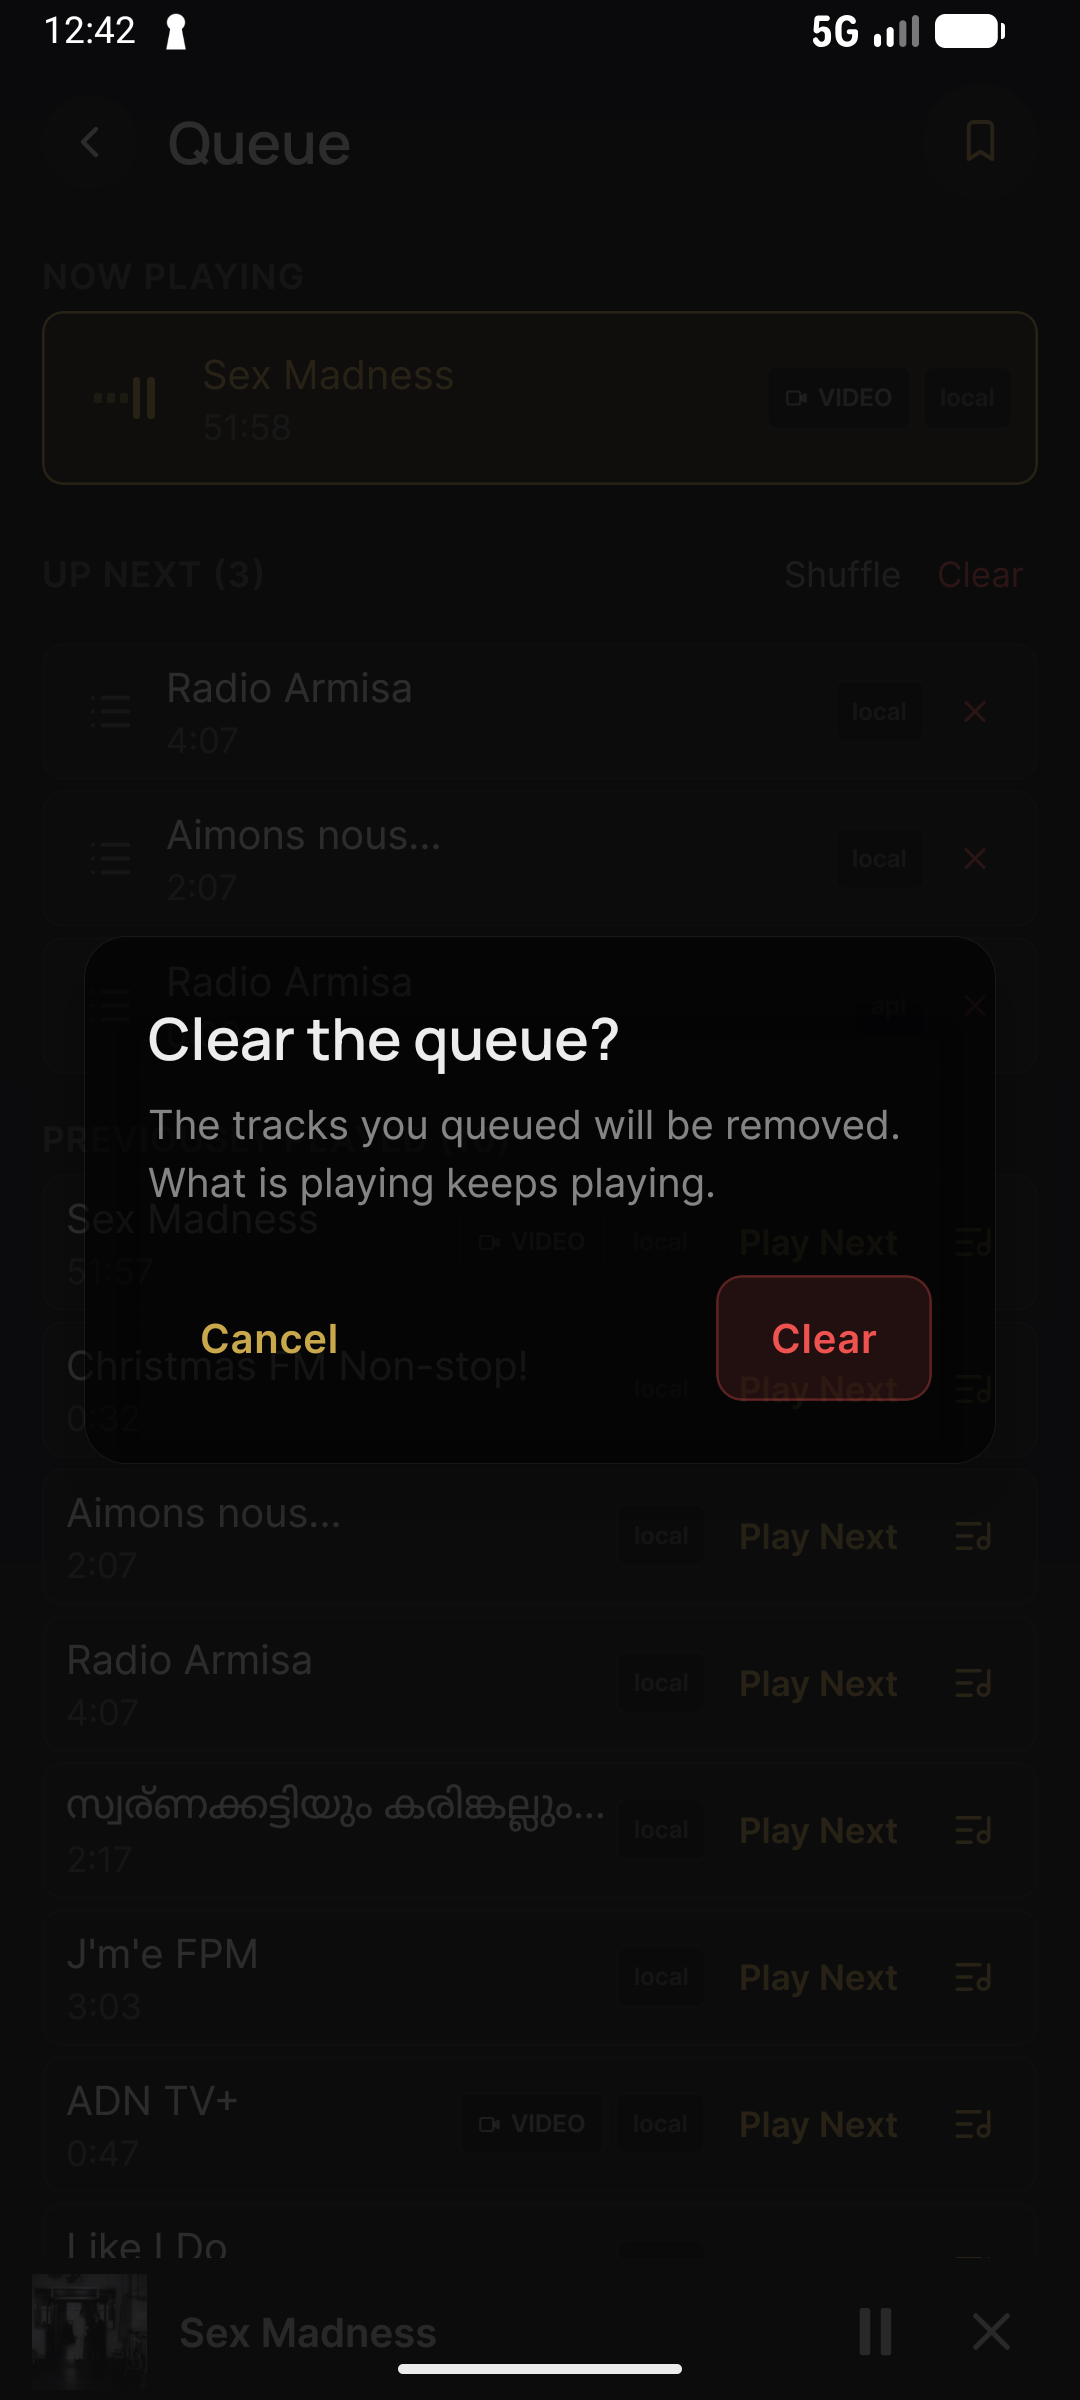 12:42
5G
Queue
NOW PLAYING
Sex Madness
51:58
VIDEO
local
UP NEXT (3)
Shuffle
Clear
Radio Armisa
4:07
local
Aimons nous...
2:07
local
Radio Armisa
api
Clear the queue?
The tracks you queued will be removed.
What is playing keeps playing.
Sex Madness
51:57
VIDEO
local
Play Next
Cancel
Clear
Christmas FM Non-stop!
0:32
local
Play Next
Aimons nous...
2:07
local
Play Next
Radio Armisa
4:07
local
Play Next
സ്വര്ണക്കട്ടിയും കരിങ്കല്ലും...
2:17
local
Play Next
J'm'e FPM
3:03
local
Play Next
ADN TV+
0:47
VIDEO
local
Play Next
Like I Do
Sex Madness